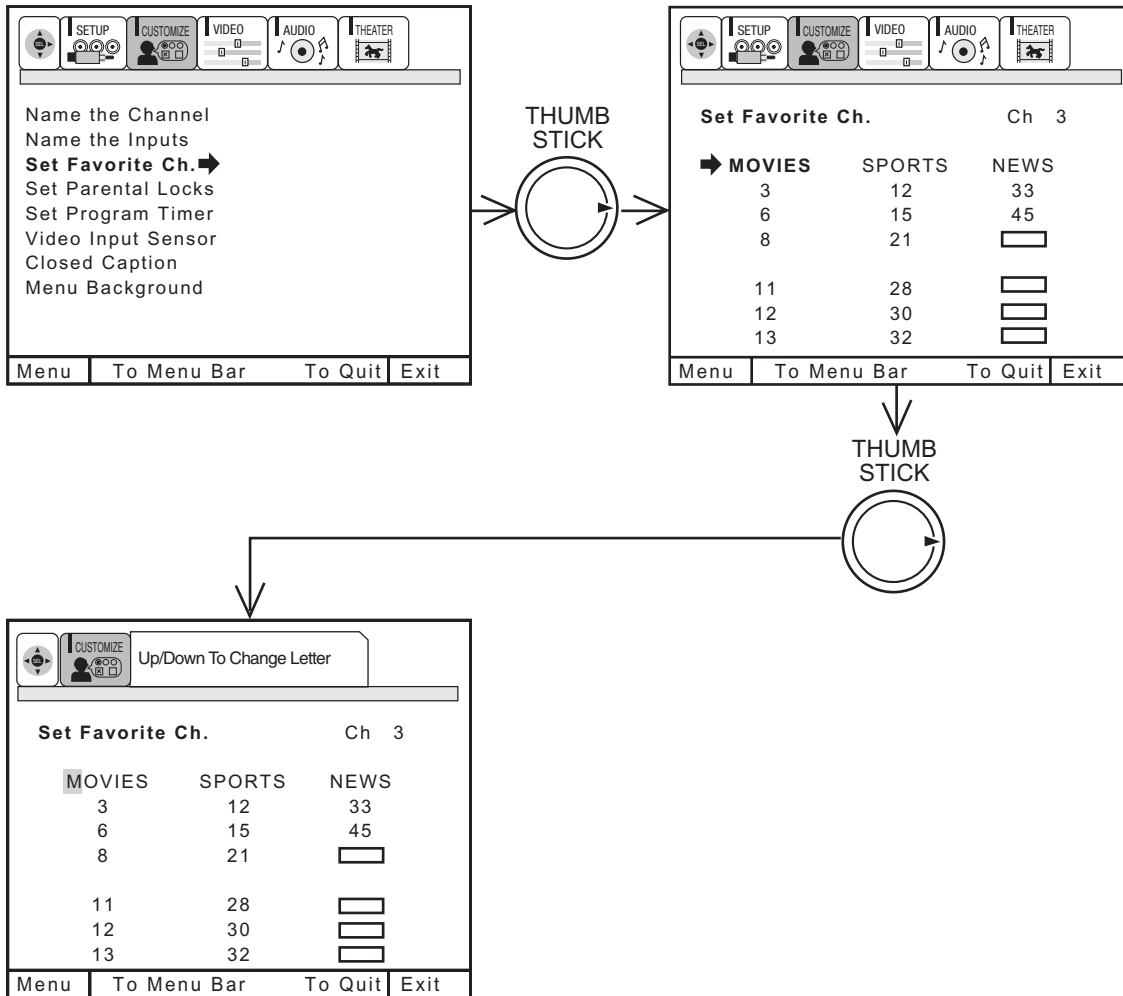 SEL SETUP CUSTOMIZE VIDEO AUDIO THEATER
Name the Channel
Name the Inputs
Set Favorite Ch.
Set Parental Locks
Set Program Timer
Video Input Sensor
Closed Caption
Menu Background
Menu To Menu Bar To Quit Exit
THUMB
STICK
SEL SETUP CUSTOMIZE VIDEO AUDIO THEATER
Set Favorite Ch. Ch 3
MOVIES SPORTS NEWS
3 12 33
6 15 45
8 21
11 28
12 30
13 32
Menu To Menu Bar To Quit Exit
THUMB
STICK
SEL CUSTOMIZE Up/Down To Change Letter
Set Favorite Ch. Ch 3
MOVIES SPORTS NEWS
3 12 33
6 15 45
8 21
11 28
12 30
13 32
Menu To Menu Bar To Quit Exit